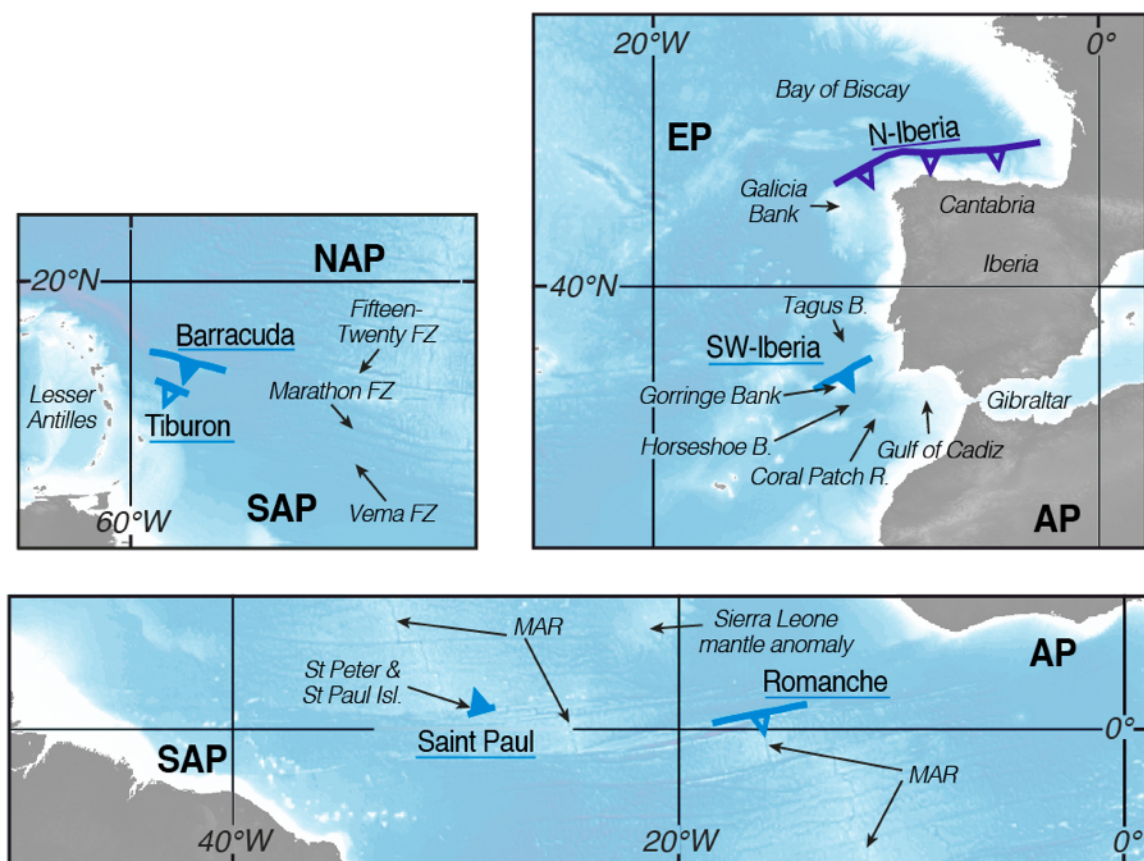 20°W
0°
Bay of Biscay
EP
N-Iberia
Galicia
Bank
Cantabria
Iberia
40°N
Tagus B.
SW-Iberia
Gorringe Bank
Gibraltar
Horseshoe B.
Gulf of Cadiz
Coral Patch R.
AP
NAP
20°N
Fifteen-
Twenty FZ
Barracuda
Marathon FZ
Lesser
Antilles
Tiburon
SAP
Vema FZ
60°W
MAR
Sierra Leone
mantle anomaly
AP
St Peter &
St Paul Isl.
Romanche
Saint Paul
0°
SAP
MAR
40°W
20°W
0°